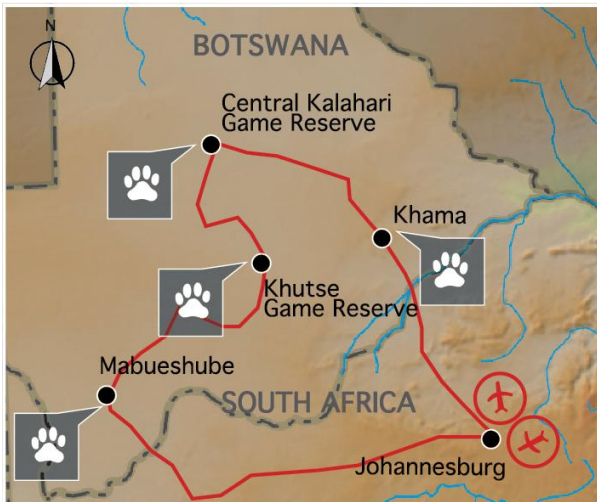 N
BOTSWANA
Central Kalahari
Game Reserve
Khama
Khutse
Game Reserve
Mabueshube
SOUTH AFRICA
Johannesburg